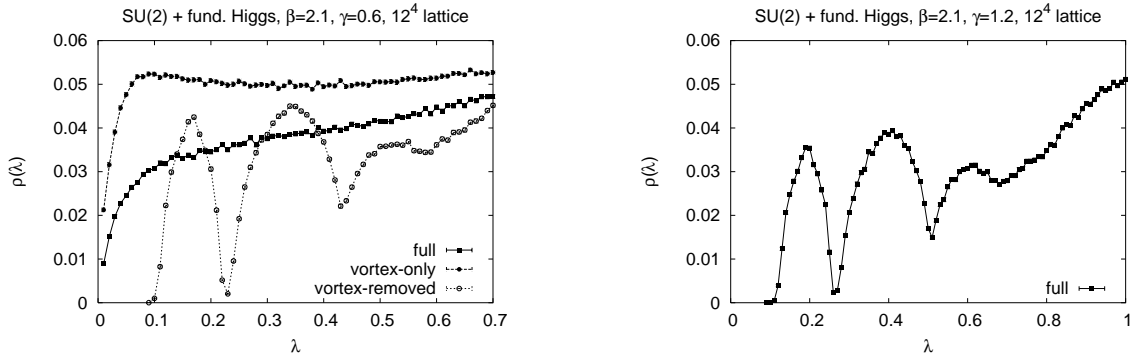 SU(2) + fund. Higgs, β=2.1, γ=0.6, 12⁴ lattice
ρ(λ)
0.06
0.05
0.04
0.03
0.02
0.01
0
0 0.1 0.2 0.3 0.4 0.5 0.6 0.7
λ
full
vortex-only
vortex-removed
SU(2) + fund. Higgs, β=2.1, γ=1.2, 12⁴ lattice
ρ(λ)
0.06
0.05
0.04
0.03
0.02
0.01
0
0 0.2 0.4 0.6 0.8 1
λ
full